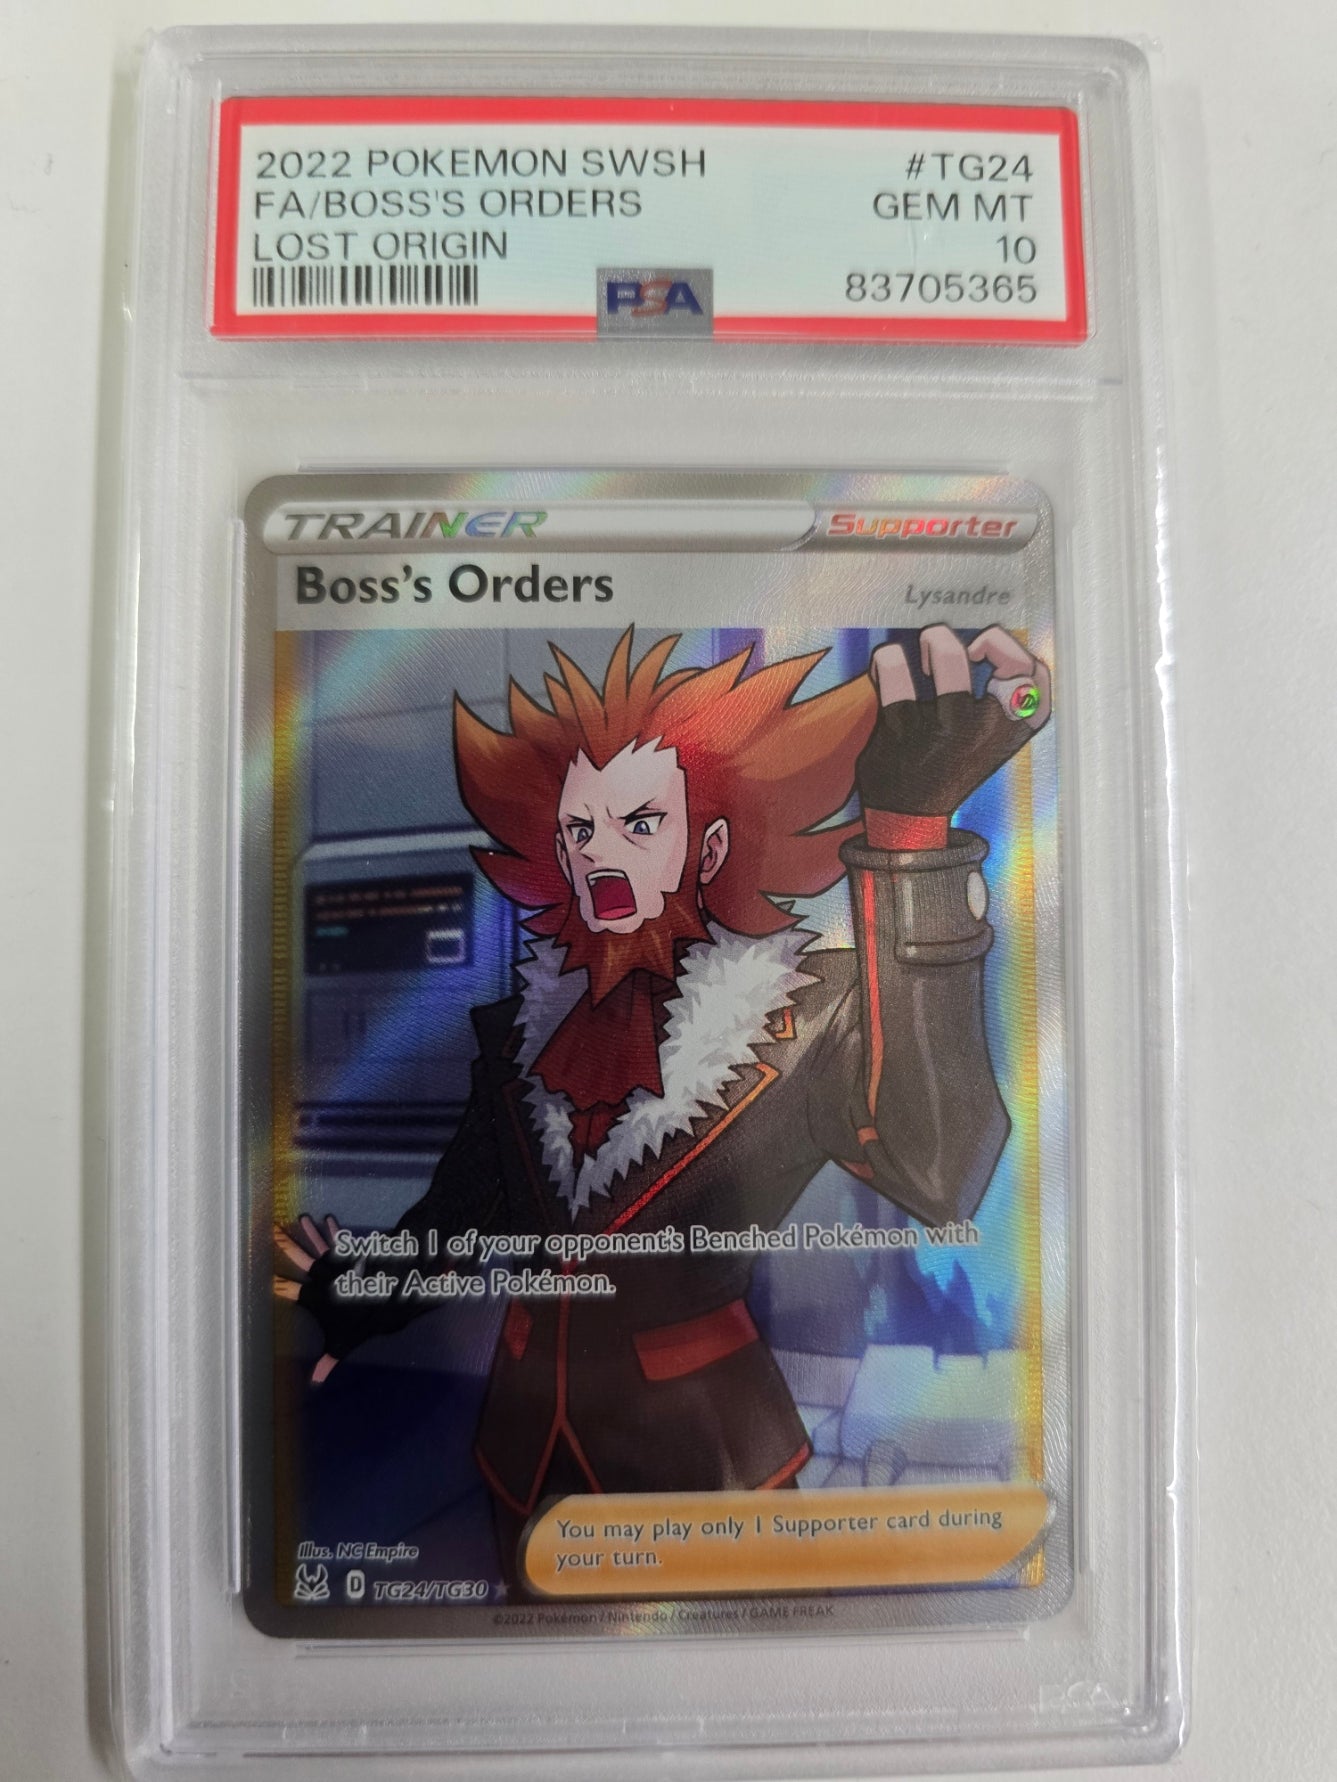 2022 POKEMON SWSH #TG24
FA/BOSS'S ORDERS GEM MT
LOST ORIGIN 10
83705365
PSA
TRAINER Supporter
Boss's Orders Lysandre
Switch 1 of your opponent's Benched Pokémon with
their Active Pokémon.
You may play only 1 Supporter card during
your turn.
Illus. NC Empire
D TG24/TG30
©2022 Pokémon / Nintendo / Creatures / GAME FREAK
PSA